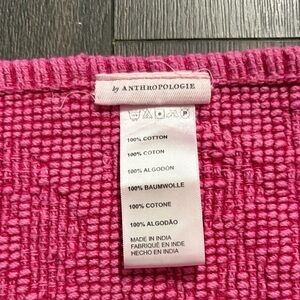 by ANTHROPOLOGIE
100% COTTON
100% COTON
100% ALGODÓN
100% BAUMWOLLE
100% COTONE
100% ALGODÃO
MADE IN INDIA
FABRIQUÉ EN INDE
HECHO EN INDIA